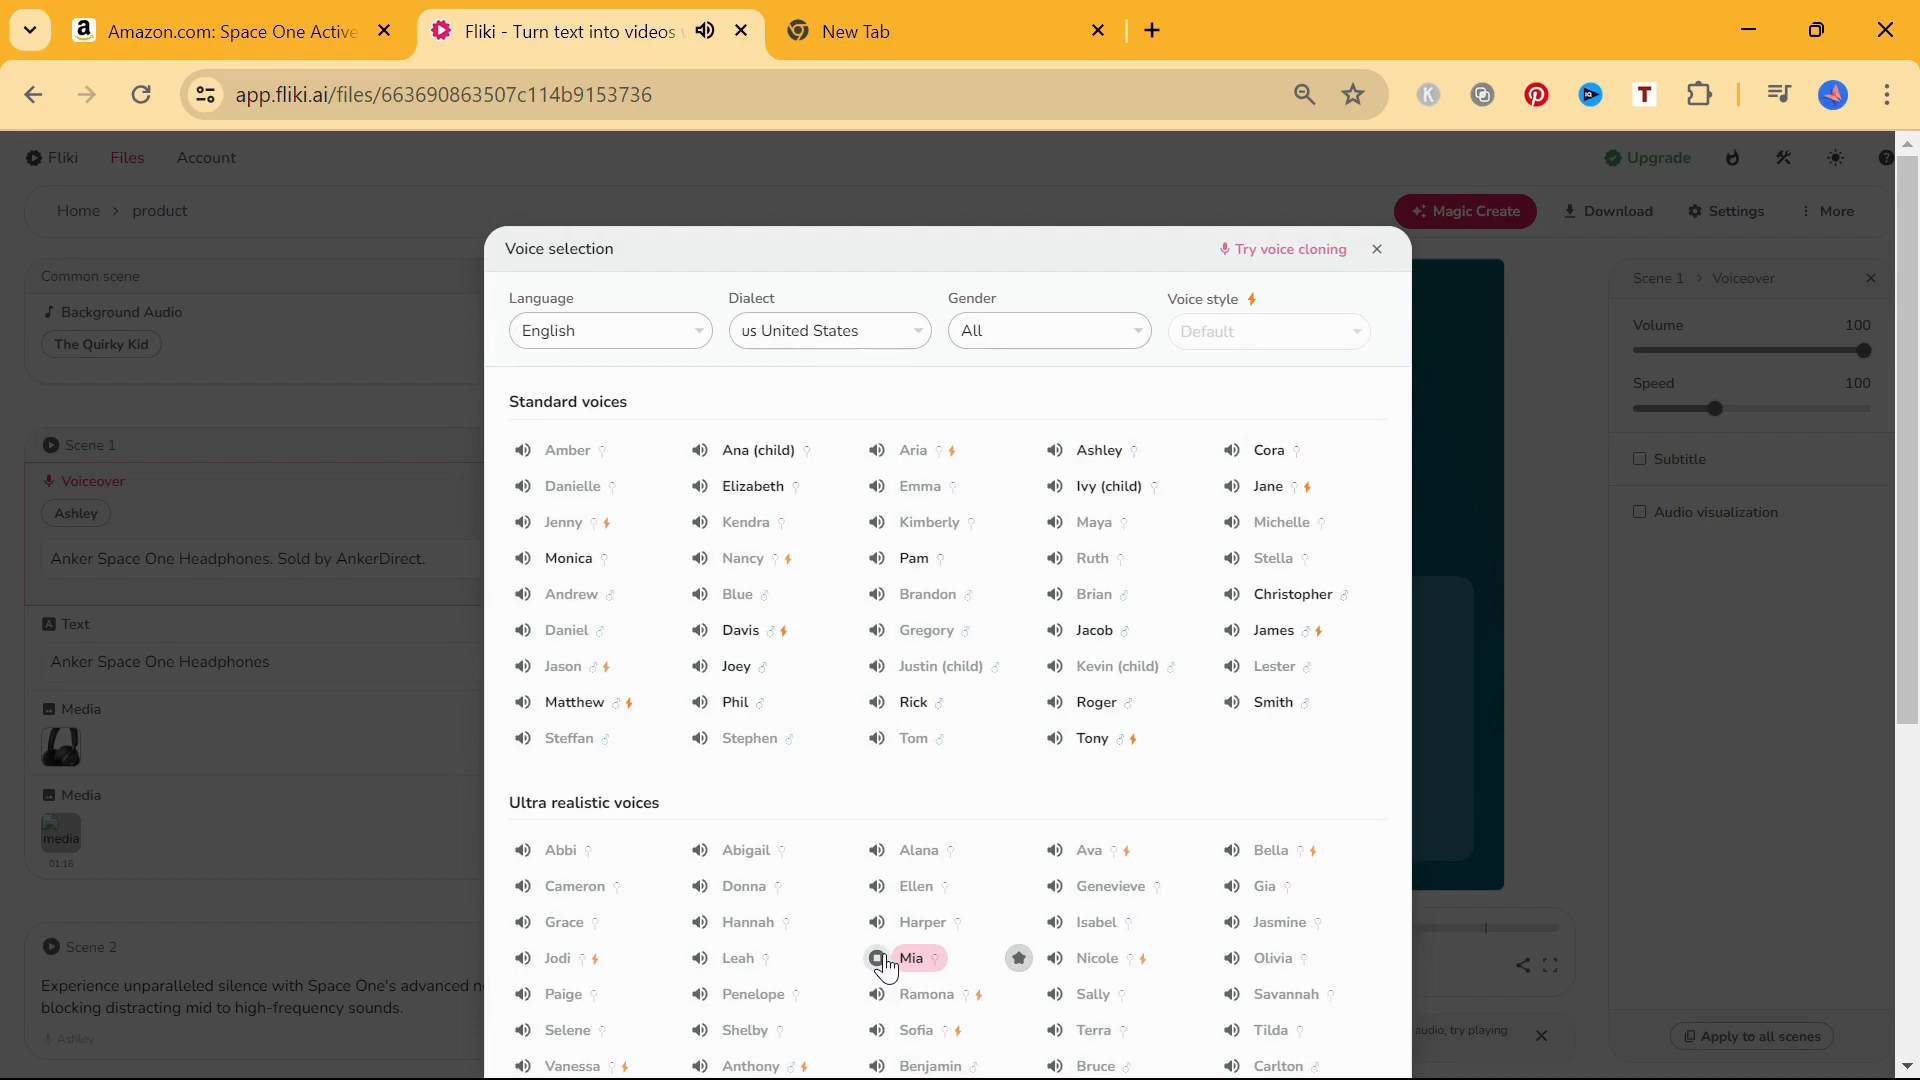 Amazon.com: Space One Active
Fliki - Turn text into videos
New Tab
app.fliki.ai/files/663690863507c114b9153736
Fliki
Files
Account
Upgrade
Home > product
Magic Create
Download
Settings
More
Common scene
Background Audio
The Quirky Kid
Scene 1
Voiceover
Ashley
Anker Space One Headphones. Sold by AnkerDirect.
Text
Anker Space One Headphones
Media
Media
media
01:16
Scene 2
Experience unparalleled silence with Space One's advanced n
blocking distracting mid to high-frequency sounds.
Ashley
Voice selection
Try voice cloning
Language
Dialect
Gender
Voice style
English
us United States
All
Default
Standard voices
Amber
Ana (child)
Aria
Ashley
Cora
Danielle
Elizabeth
Emma
Ivy (child)
Jane
Jenny
Kendra
Kimberly
Maya
Michelle
Monica
Nancy
Pam
Ruth
Stella
Andrew
Blue
Brandon
Brian
Christopher
Daniel
Davis
Gregory
Jacob
James
Jason
Joey
Justin (child)
Kevin (child)
Lester
Matthew
Phil
Rick
Roger
Smith
Steffan
Stephen
Tom
Tony
Ultra realistic voices
Abbi
Abigail
Alana
Ava
Bella
Cameron
Donna
Ellen
Genevieve
Gia
Grace
Hannah
Harper
Isabel
Jasmine
Jodi
Leah
Mia
Nicole
Olivia
Paige
Penelope
Ramona
Sally
Savannah
Selene
Shelby
Sofia
Terra
Tilda
Vanessa
Anthony
Benjamin
Bruce
Carlton
Scene 1 > Voiceover
Volume 100
Speed 100
Subtitle
Audio visualization
audio, try playing
Apply to all scenes